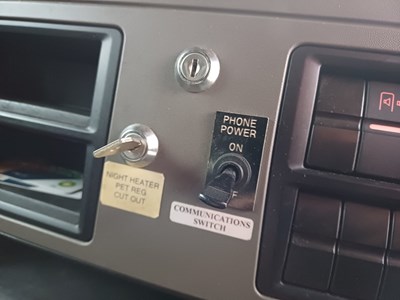 PHONE
POWER
ON
NIGHT HEATER
PET REG
CUT OUT
COMMUNICATIONS
SWITCH